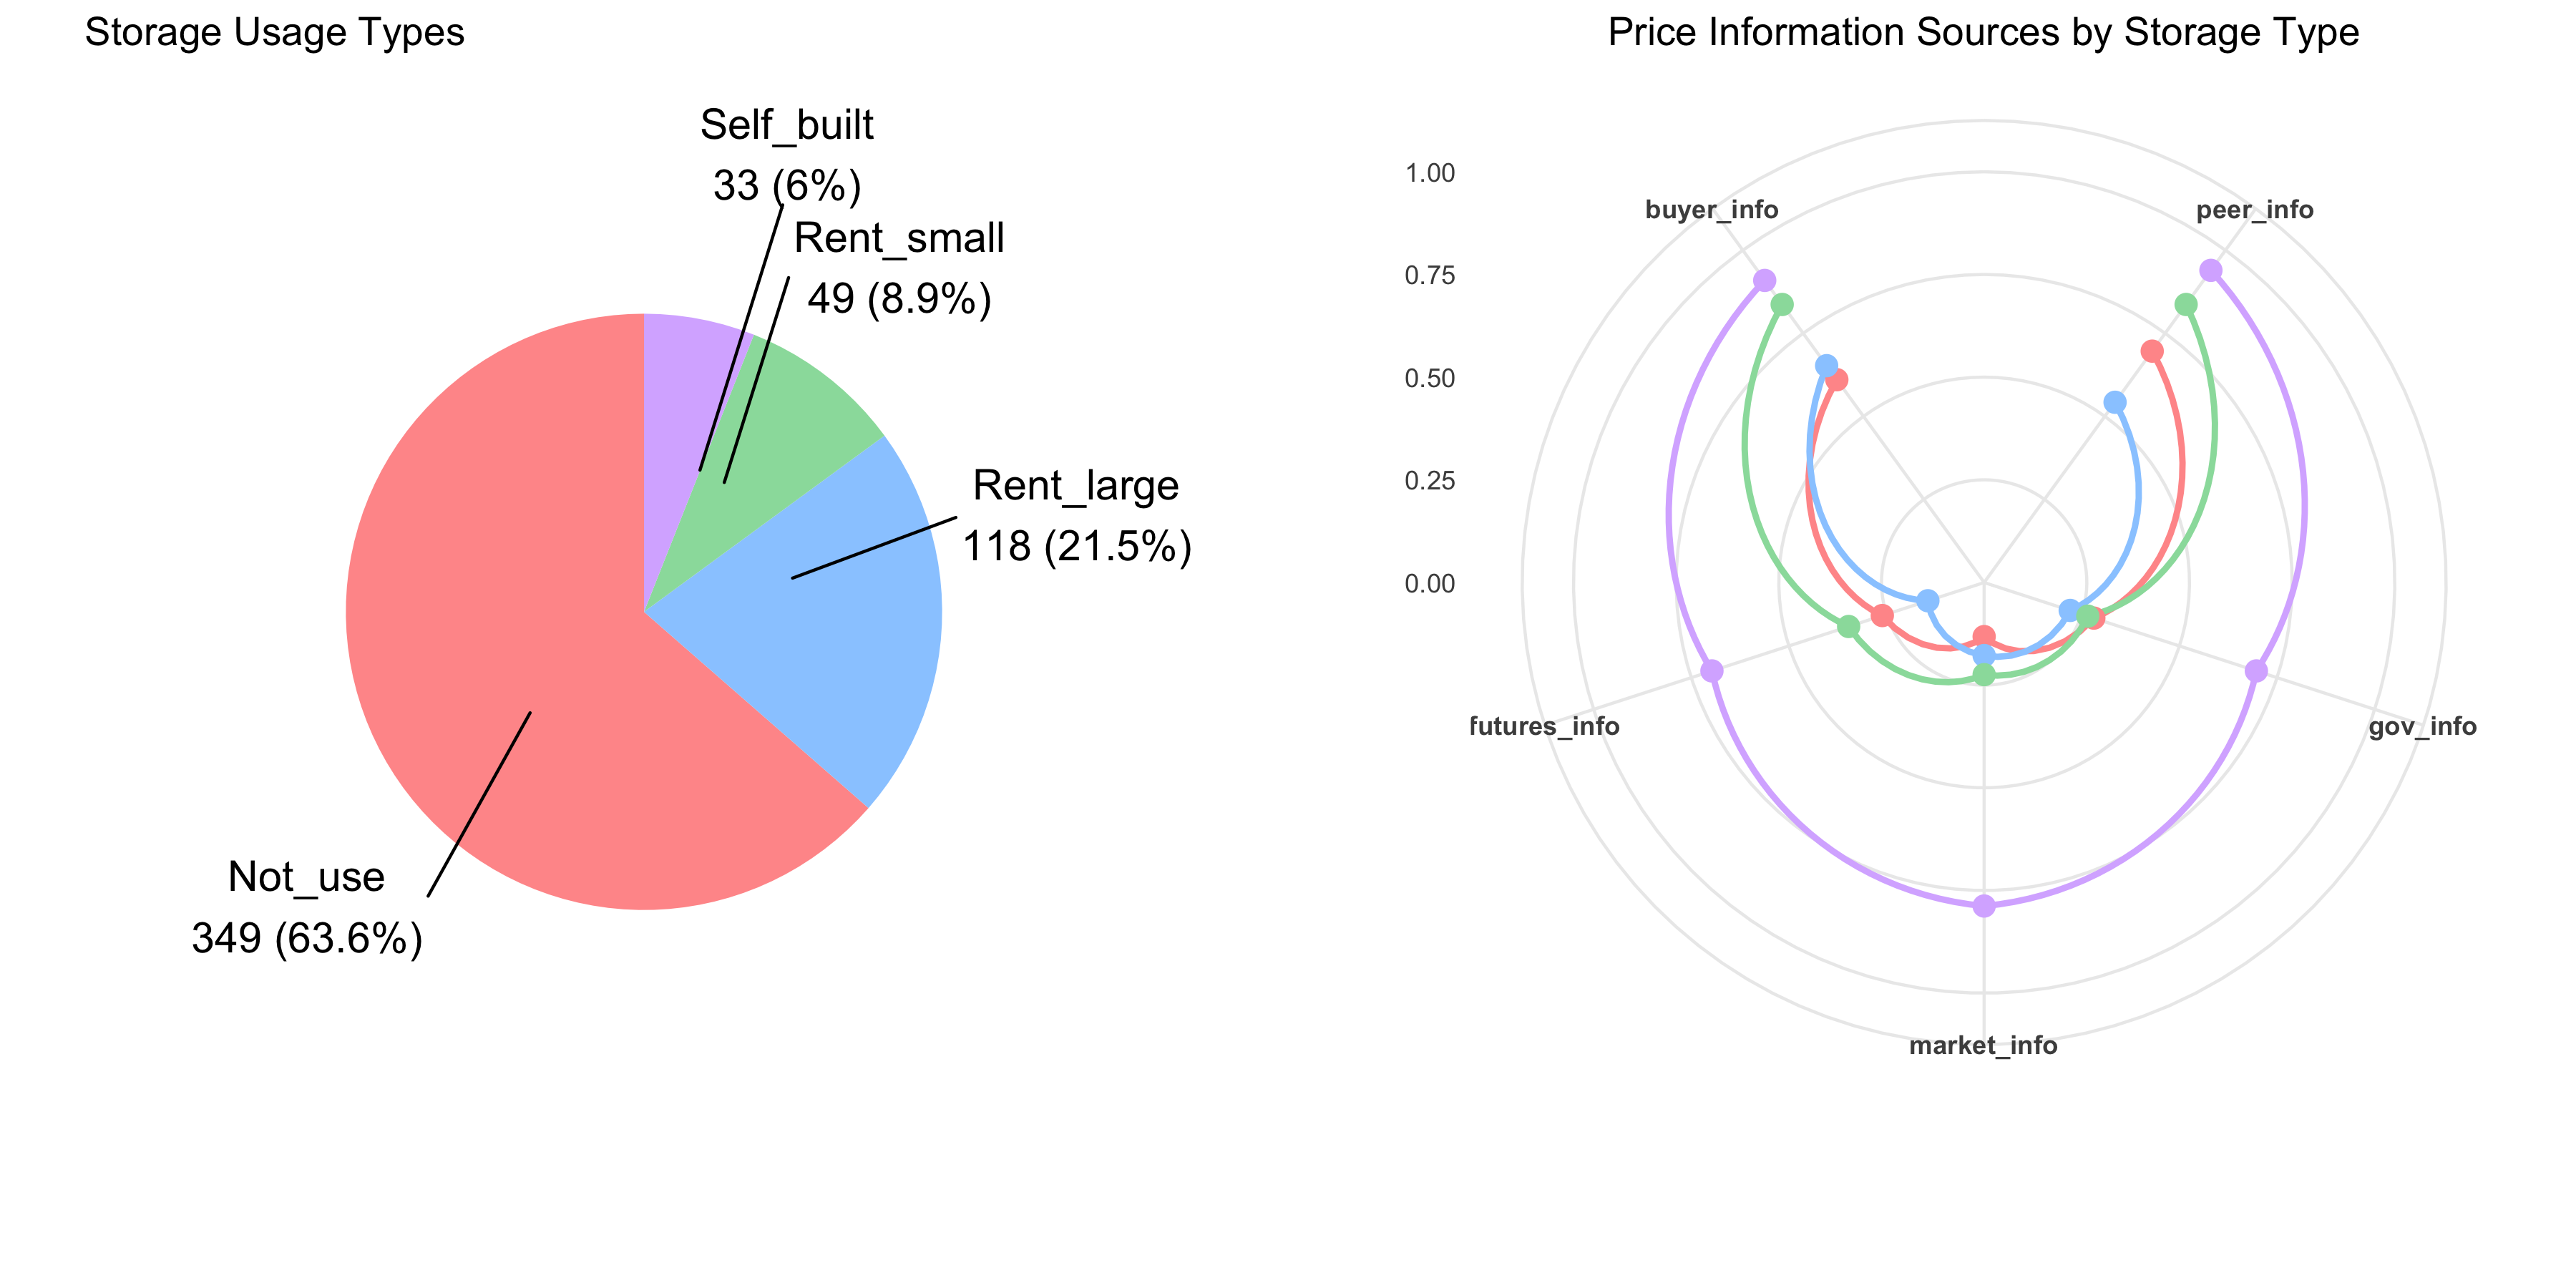 Storage Usage Types
Self_built
33 (6%)
Rent_small
49 (8.9%)
Rent_large
118 (21.5%)
Not_use
349 (63.6%)
Price Information Sources by Storage Type
1.00
0.75
0.50
0.25
0.00
buyer_info
peer_info
futures_info
gov_info
market_info